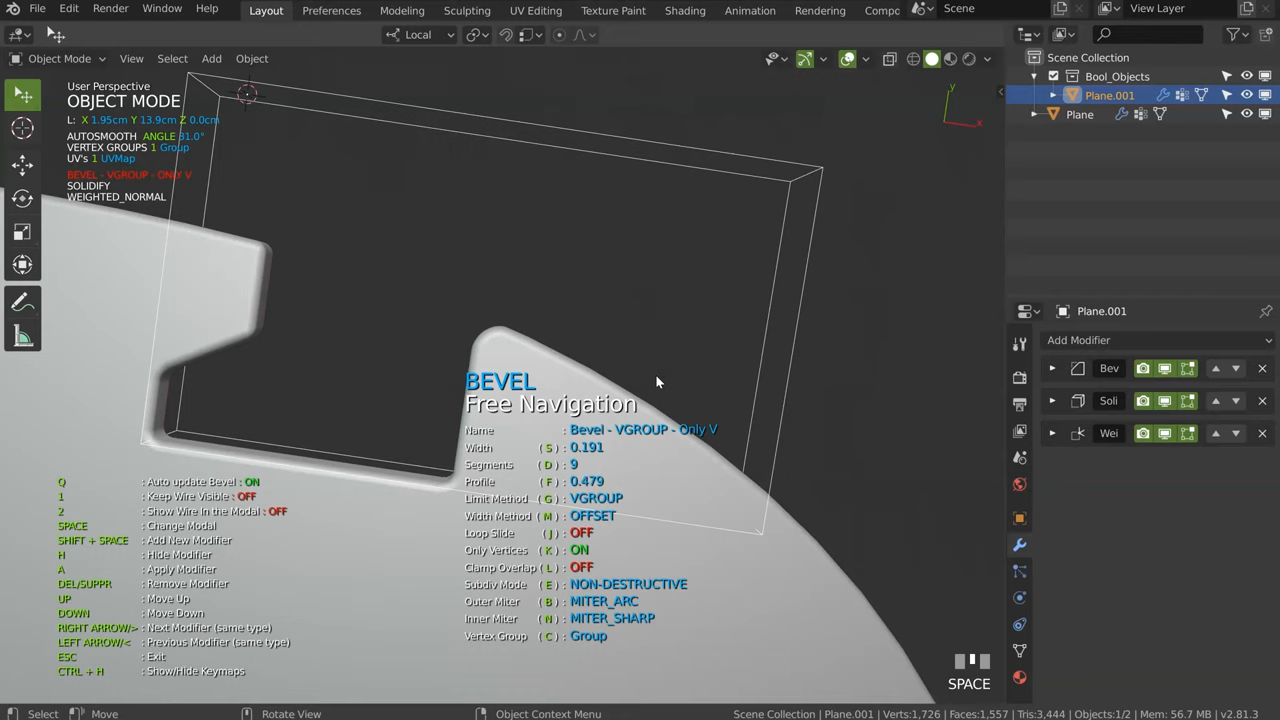 File Edit Render Window Help Layout Preferences Modeling Sculpting UV Editing Texture Paint Shading Animation Rendering Compo Scene View Layer
Local
Object Mode View Select Add Object
User Perspective
OBJECT MODE
L: X 1.95cm Y 13.9cm Z 0.0cm
AUTOSMOOTH ANGLE 31.0°
VERTEX GROUPS 1 Group
UV's 1 UVMap
BEVEL - VGROUP - ONLY V
SOLIDIFY
WEIGHTED_NORMAL
y
x
Scene Collection
Bool_Objects
Plane.001
Plane
Plane.001
Add Modifier
Bev
Soli
Wei
BEVEL
Free Navigation
Name : Bevel - VGROUP - Only V
Width ( S ) : 0.191
Segments ( D ) : 9
Profile ( F ) : 0.479
Limit Method ( G ) : VGROUP
Width Method ( M ) : OFFSET
Loop Slide ( J ) : OFF
Only Vertices ( K ) : ON
Clamp Overlap ( L ) : OFF
Subdiv Mode ( E ) : NON-DESTRUCTIVE
Outer Miter ( B ) : MITER_ARC
Inner Miter ( N ) : MITER_SHARP
Vertex Group ( C ) : Group
Q : Auto update Bevel : ON
1 : Keep Wire Visible : OFF
2 : Show Wire In the Modal : OFF
SPACE : Change Modal
SHIFT + SPACE : Add New Modifier
H : Hide Modifier
A : Apply Modifier
DEL/SUPPR : Remove Modifier
UP : Move Up
DOWN : Move Down
RIGHT ARROW/> : Next Modifier (same type)
LEFT ARROW/< : Previous Modifier (same type)
ESC : Exit
CTRL + H : Show/Hide Keymaps
SPACE
Select Move Rotate View Object Context Menu Scene Collection | Plane.001 | Verts:1,726 | Faces:1,557 | Tris:3,444 | Objects:1/2 | Mem: 56.7 MB | v2.81.3